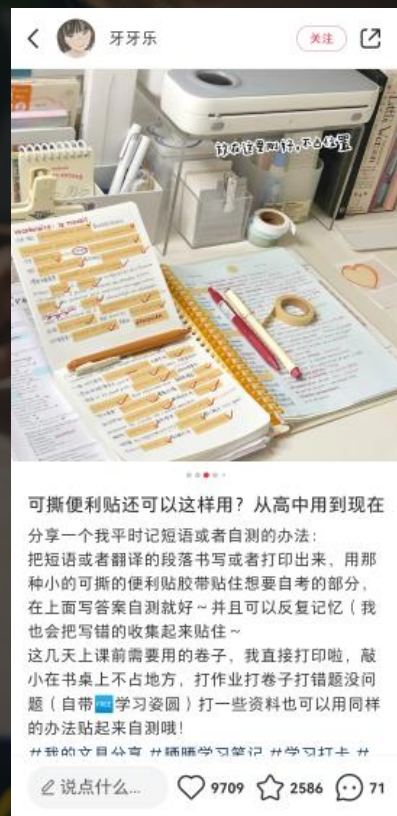 牙牙乐
关注
放在这里刚好,不占位置
可撕便利贴还可以这样用？从高中用到现在
分享一个我平时记短语或者自测的办法：
把短语或者翻译的段落书写或者打印出来，用那
种小的可撕的便利贴胶带贴住想要自考的部分，
在上面写答案自测就好～并且可以反复记忆（我
也会把写错的收集起来贴住～
这几天上课前需要用的卷子，我直接打印啦，敲
小在书桌上不占地方，打作业打卷子打错题没问
题（自带🆓学习姿圆）打一些资料也可以用同样
的办法贴起来自测哦！
#我的文具分享 #晒晒学习笔记 #学习打卡 #
说点什么...
9709
2586
71